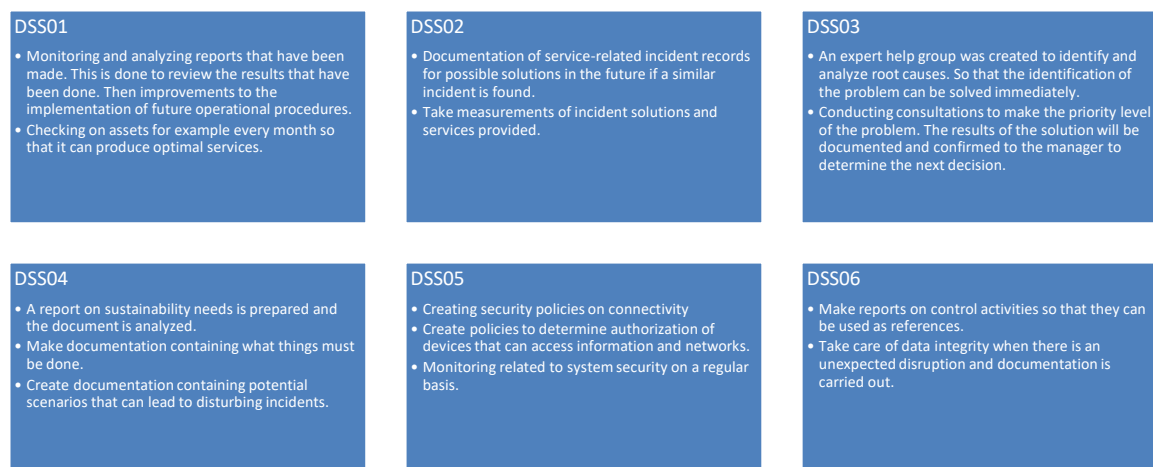 DSS01
• Monitoring and analyzing reports that have been
made. This is done to review the results that have
been done. Then improvements to the
implementation of future operational procedures.
• Checking on assets for example every month so
that it can produce optimal services.
DSS02
• Documentation of service-related incident records
for possible solutions in the future if a similar
incident is found.
• Take measurements of incident solutions and
services provided.
DSS03
• An expert help group was created to identify and
analyze root causes. So that the identification of
the problem can be solved immediately.
• Conducting consultations to make the priority level
of the problem. The results of the solution will be
documented and confirmed to the manager to
determine the next decision.
DSS04
• A report on sustainability needs is prepared and
the document is analyzed.
• Make documentation containing what things must
be done.
• Create documentation containing potential
scenarios that can lead to disturbing incidents.
DSS05
• Creating security policies on connectivity
• Create policies to determine authorization of
devices that can access information and networks.
• Monitoring related to system security on a regular
basis.
DSS06
• Make reports on control activities so that they can
be used as references.
• Take care of data integrity when there is an
unexpected disruption and documentation is
carried out.